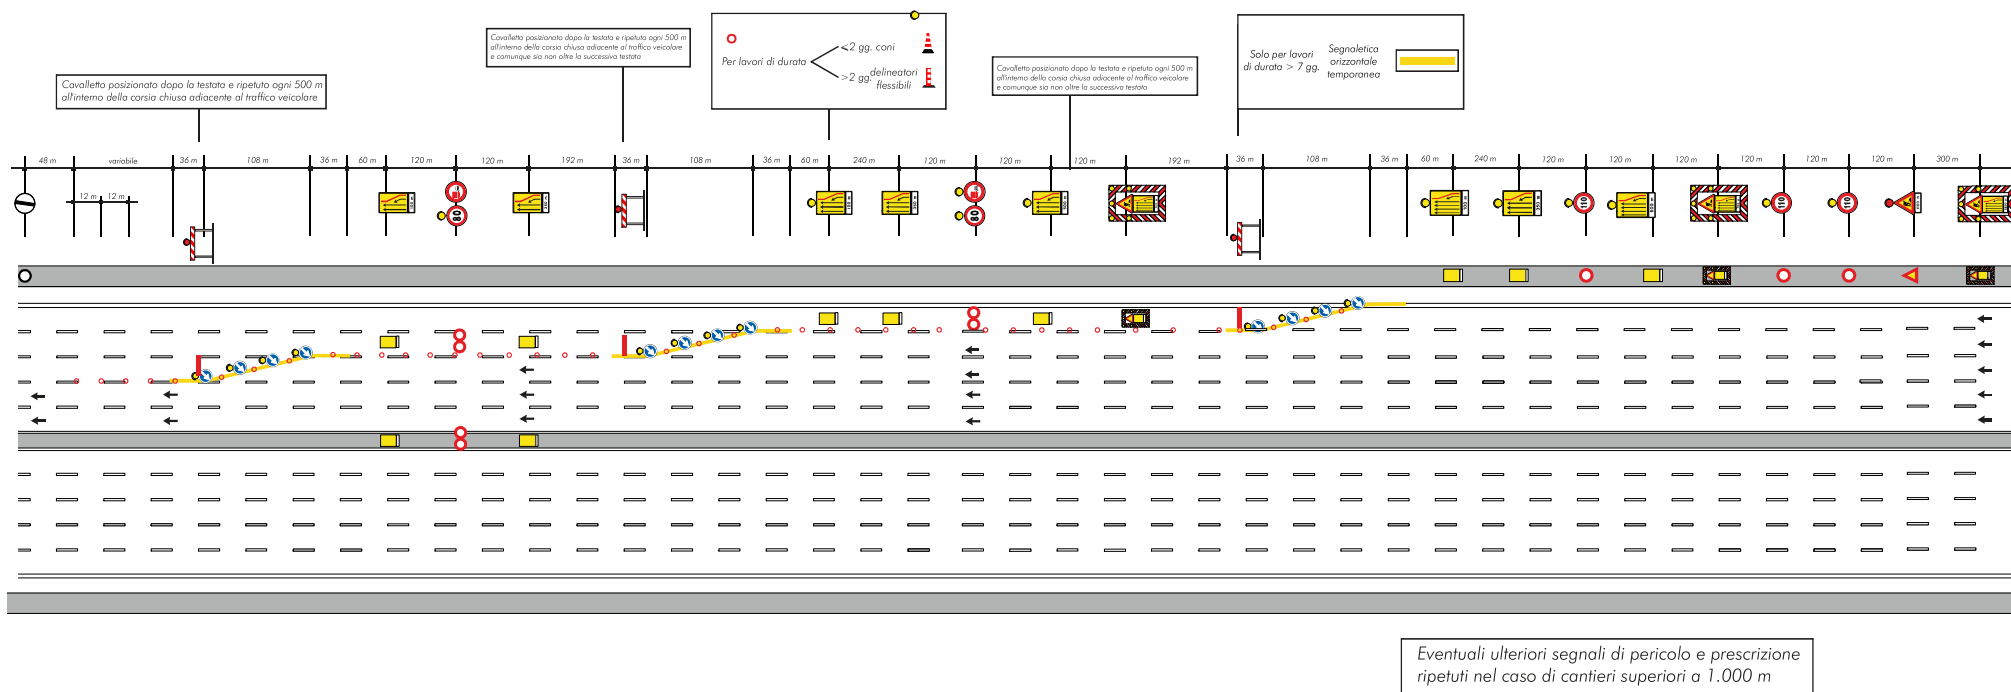 Cavalletto posizionato dopo la testata e ripetuto ogni 500 m
all'interno della corsia chiusa adiacente al traffico veicolare
Cavalletto posizionato dopo la testata e ripetuto ogni 500 m
all'interno della corsia chiusa adiacente al traffico veicolare
e comunque sia non oltre la successiva testata
Per lavori di durata
<2 gg. coni
>2 gg. delineatori
flessibili
Cavalletto posizionato dopo la testata e ripetuto ogni 500 m
all'interno della corsia chiusa adiacente al traffico veicolare
e comunque sia non oltre la successiva testata
Solo per lavori
di durata > 7 gg.
Segnaletica
orizzontale
temporanea
48 m variabile 36 m 108 m 36 m 60 m 120 m 120 m 192 m 36 m 108 m 36 m 60 m 240 m 120 m 120 m 120 m 192 m 36 m 108 m 36 m 60 m 240 m 120 m 120 m 120 m 120 m 120 m 120 m 300 m
12 m 12 m
80
80
110
110
110
Eventuali ulteriori segnali di pericolo e prescrizione
ripetuti nel caso di cantieri superiori a 1.000 m